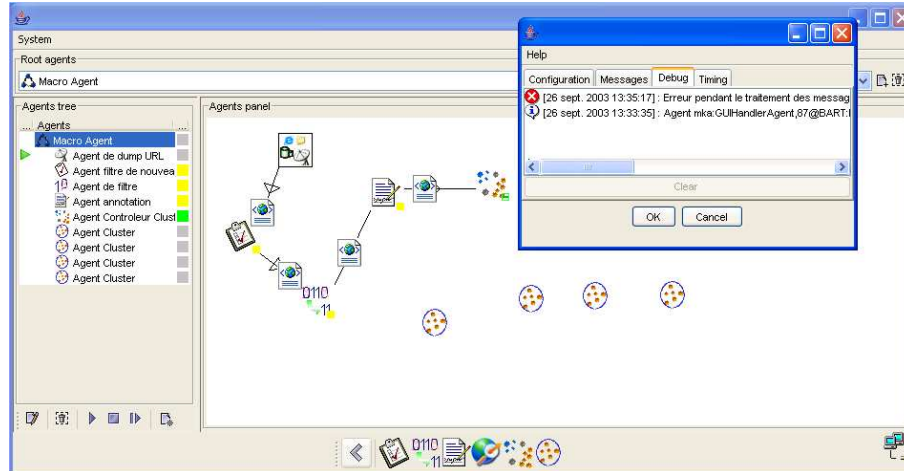 System
Root agents
Macro Agent
Agents tree
... Agents ...
Macro Agent
Agent de dump URL
Agent filtre de nouvea
Agent de filtre
Agent annotation
Agent Controleur Clust
Agent Cluster
Agent Cluster
Agent Cluster
Agent Cluster
Agents panel
0110
11
Help
Configuration Messages Debug Timing
[26 sept. 2003 13:35:17] : Erreur pendant le traitement des messag
[26 sept. 2003 13:33:35] : Agent mka:GUIHandlerAgent,87@BART:
Clear
OK Cancel
0110
11